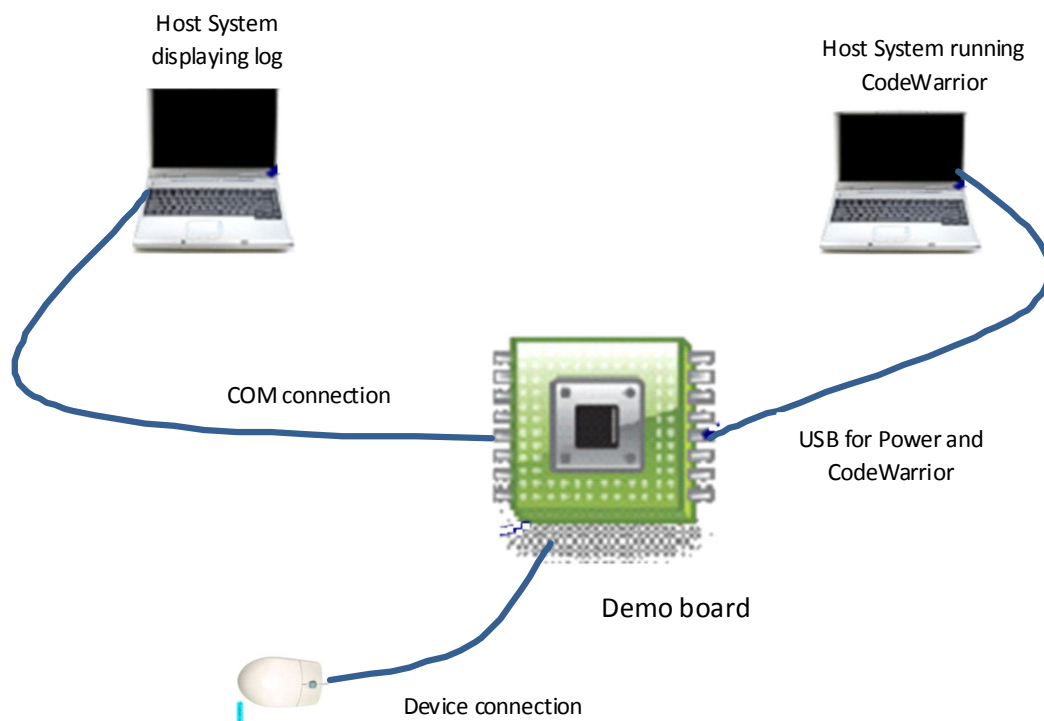 Host System
displaying log
Host System running
CodeWarrior
COM connection
USB for Power and
CodeWarrior
Demo board
Device connection